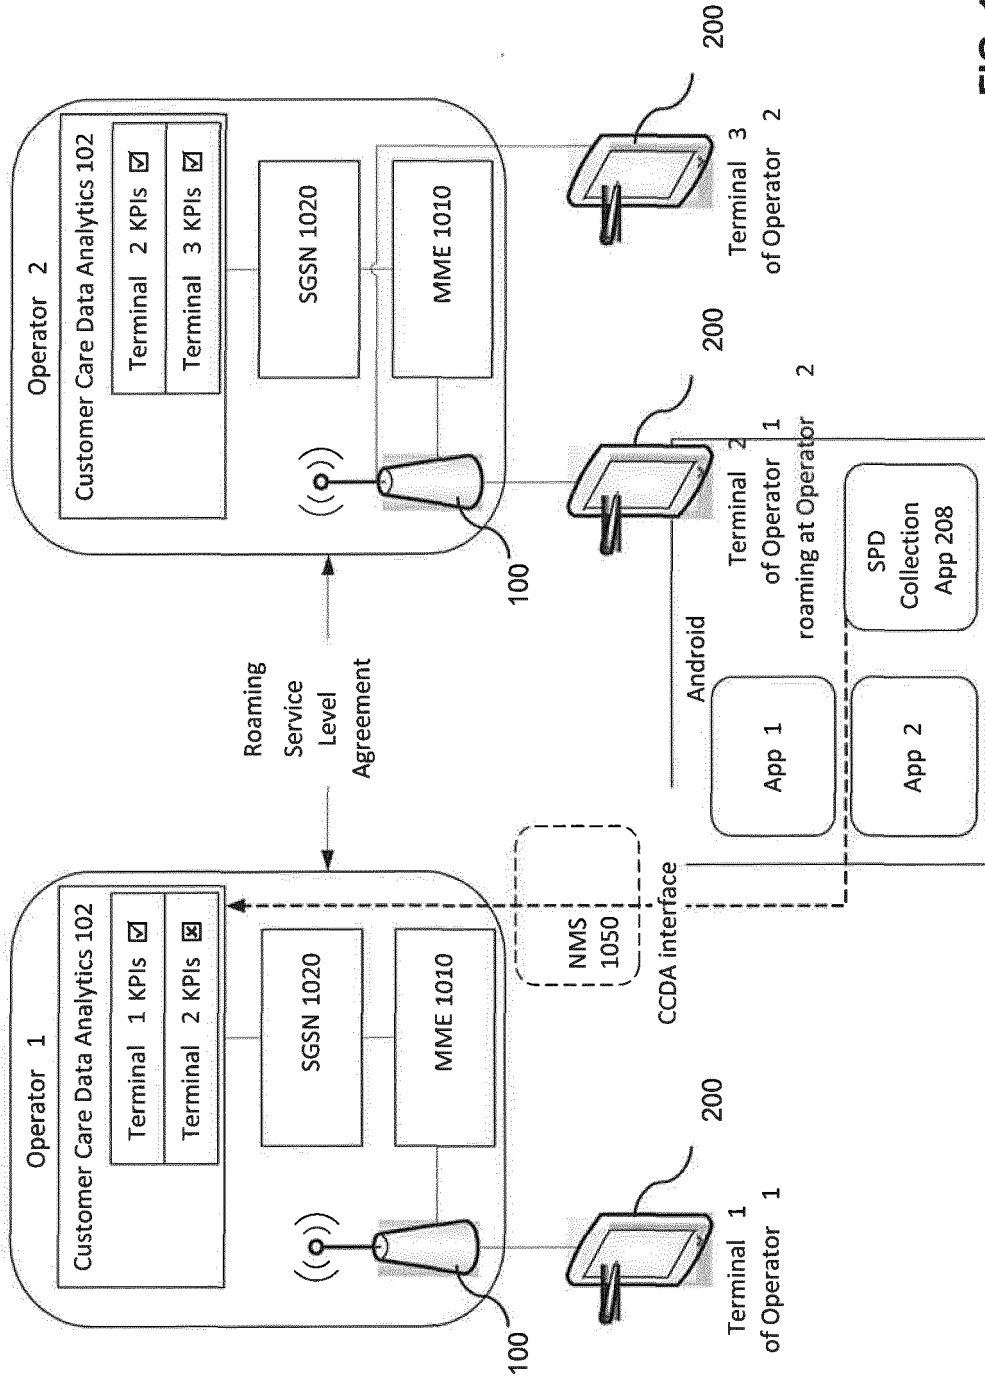 Operator 1
Customer Care Data Analytics 102
Terminal 1 KPIs ☑
Terminal 2 KPIs ☒
SGSN 1020
MME 1010
100
Terminal 1
of Operator 1
200
Roaming
Service
Level
Agreement
NMS
1050
CCDA interface
Operator 2
Customer Care Data Analytics 102
Terminal 2 KPIs ☑
Terminal 3 KPIs ☑
SGSN 1020
MME 1010
100
Terminal 2
of Operator 1
roaming at Operator 2
200
Terminal 3
of Operator 2
200
Android
App 1
App 2
SPD
Collection
App 208